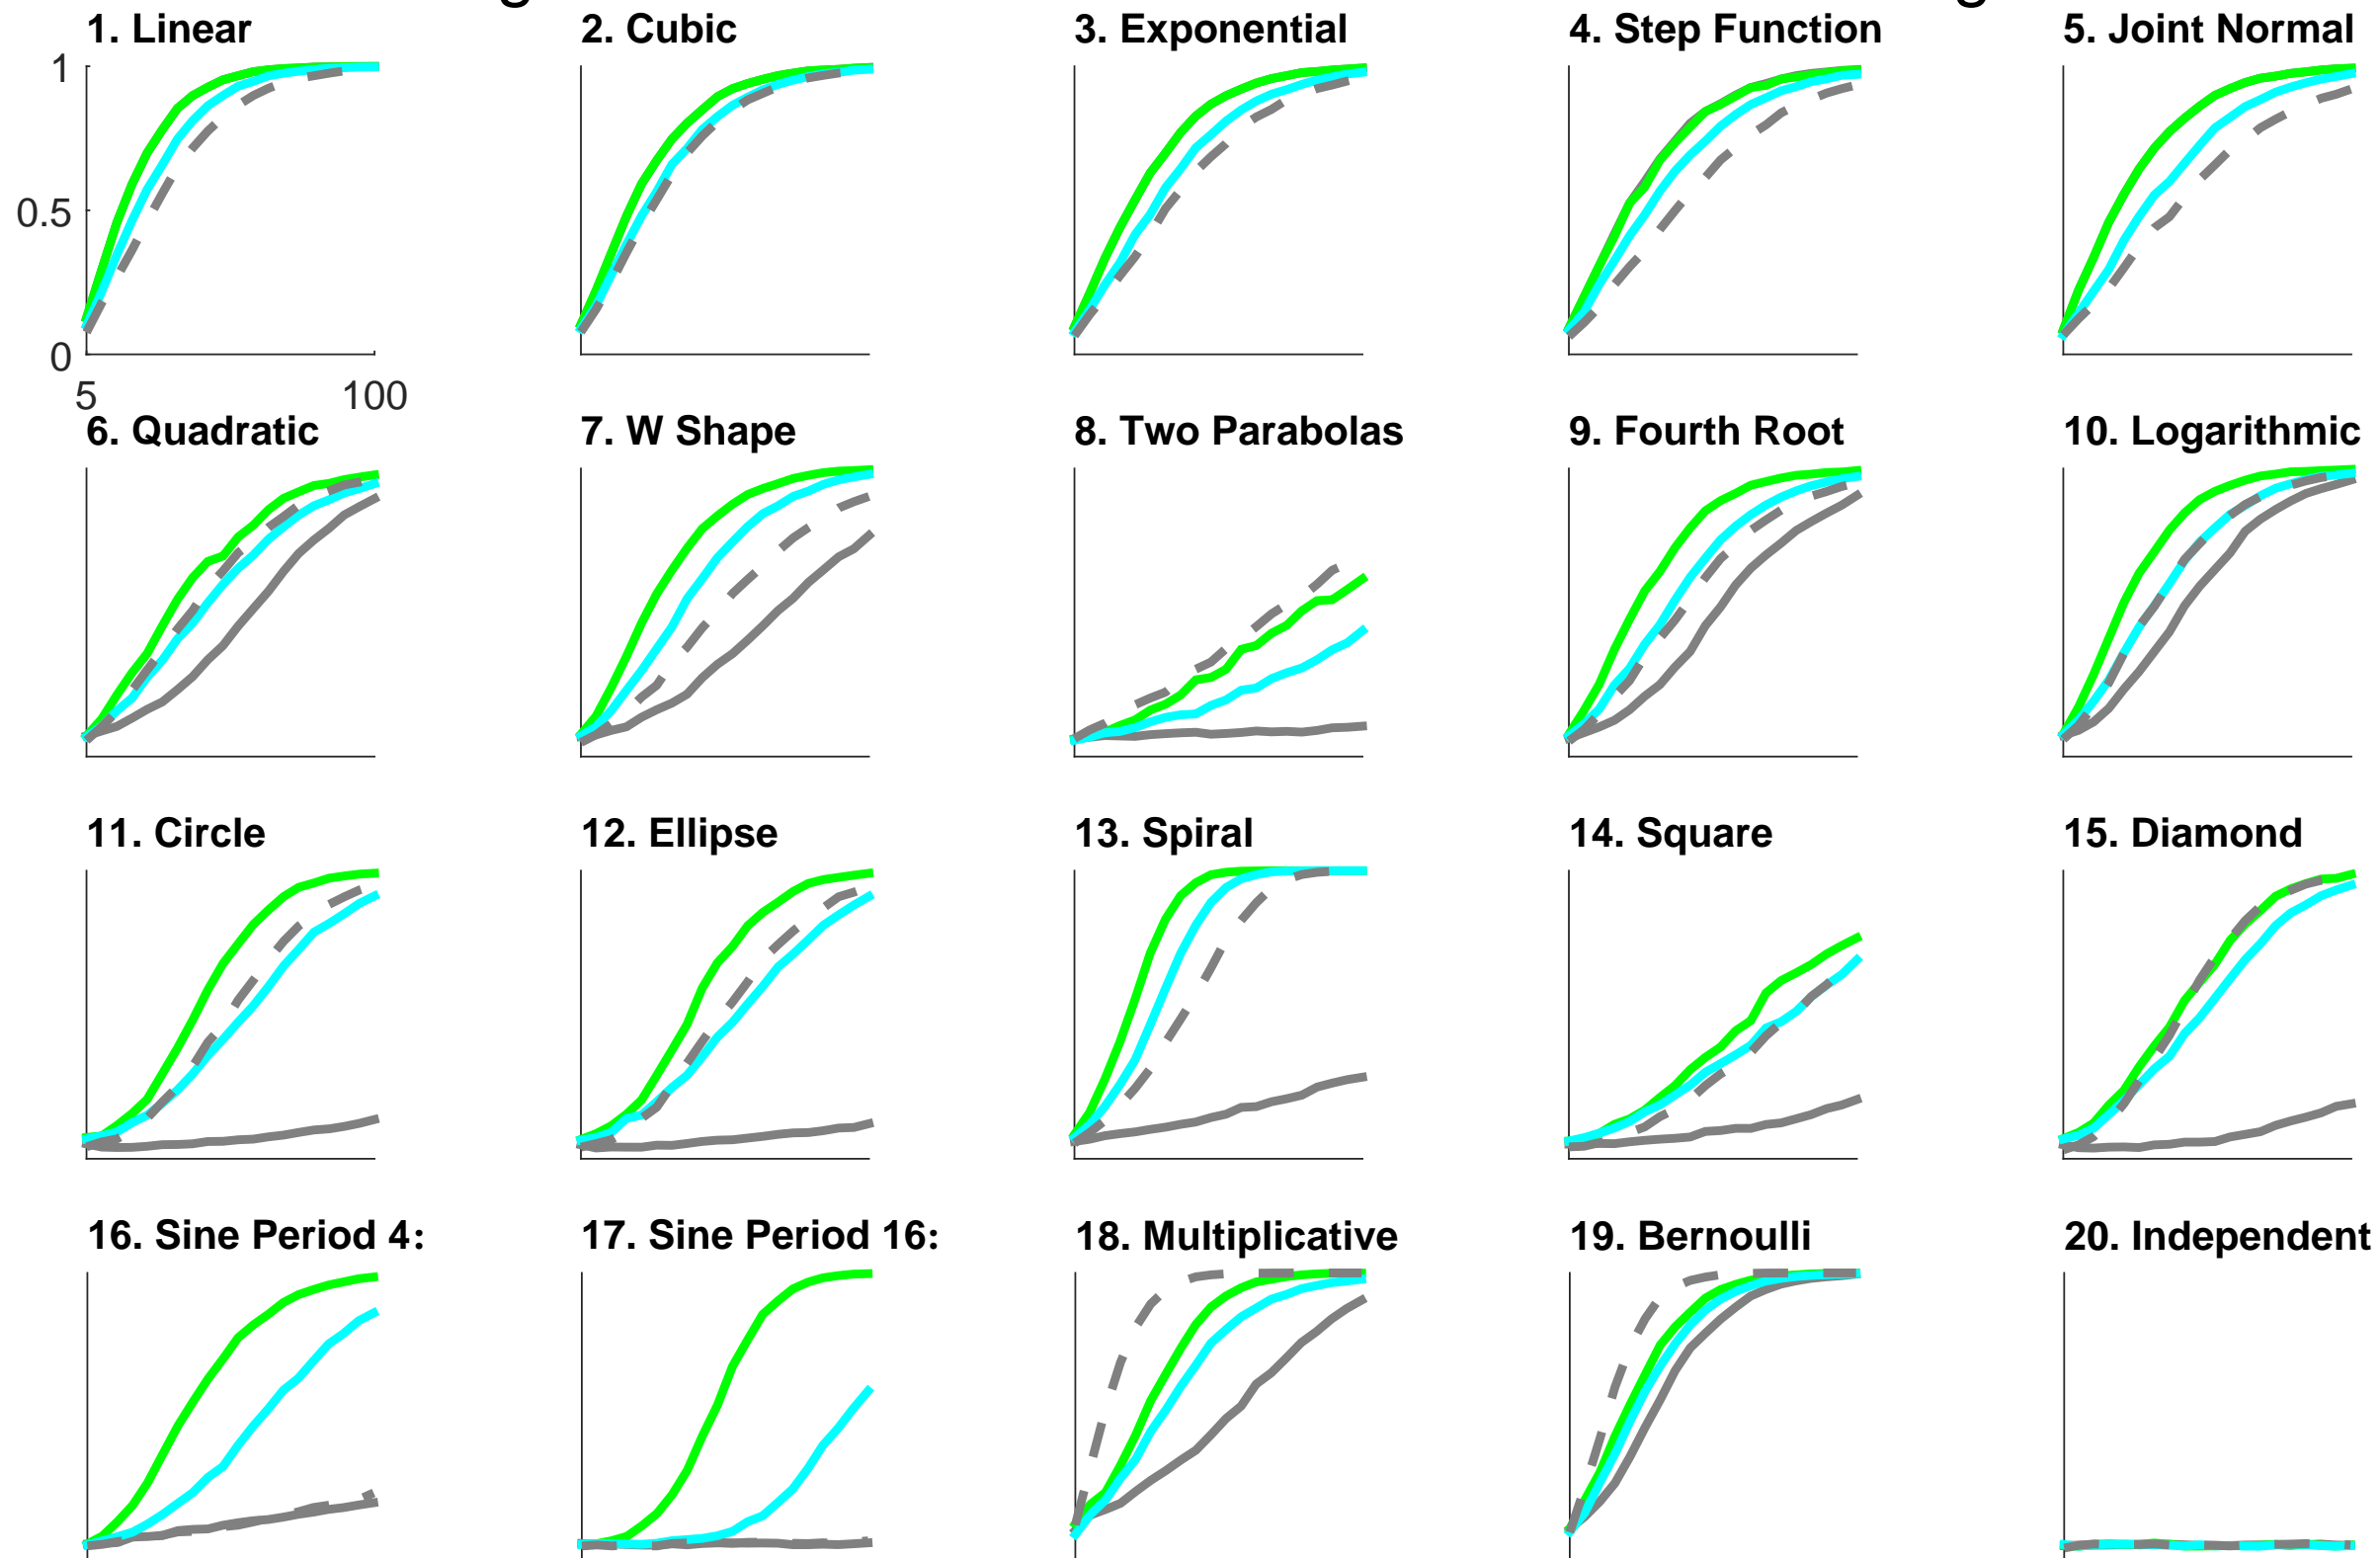 1. Linear
2. Cubic
3. Exponential
4. Step Function
5. Joint Normal
1
0.5
0
5
100
6. Quadratic
7. W Shape
8. Two Parabolas
9. Fourth Root
10. Logarithmic
11. Circle
12. Ellipse
13. Spiral
14. Square
15. Diamond
16. Sine Period 4:
17. Sine Period 16:
18. Multiplicative
19. Bernoulli
20. Independent